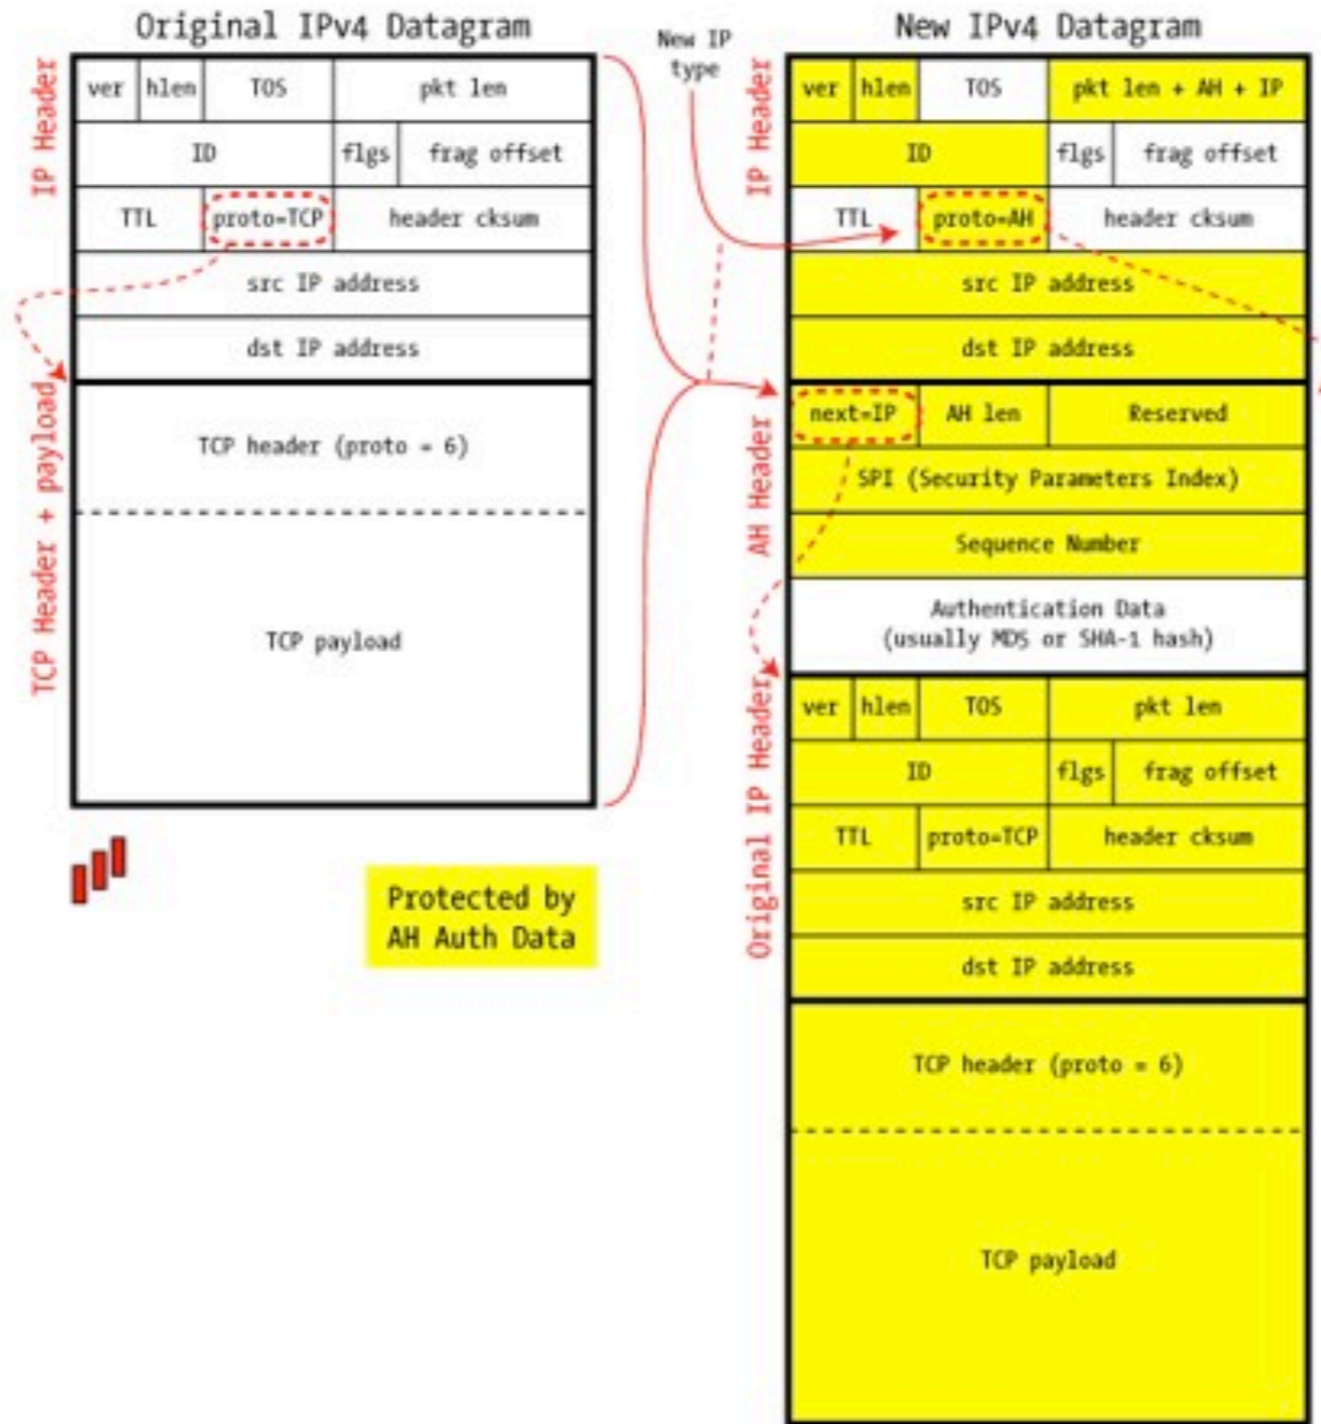 Original IPv4 Datagram
IP Header
ver hlen TOS pkt len
ID flgs frag offset
TTL proto=TCP header cksum
src IP address
dst IP address
TCP Header + payload
TCP header (proto = 6)
TCP payload
Protected by
AH Auth Data
New IP
type
New IPv4 Datagram
IP Header
ver hlen TOS pkt len + AH + IP
ID flgs frag offset
TTL proto=AH header cksum
src IP address
dst IP address
AH Header
next=IP AH len Reserved
SPI (Security Parameters Index)
Sequence Number
Authentication Data
(usually MD5 or SHA-1 hash)
Original IP Header
ver hlen TOS pkt len
ID flgs frag offset
TTL proto=TCP header cksum
src IP address
dst IP address
TCP header (proto = 6)
TCP payload